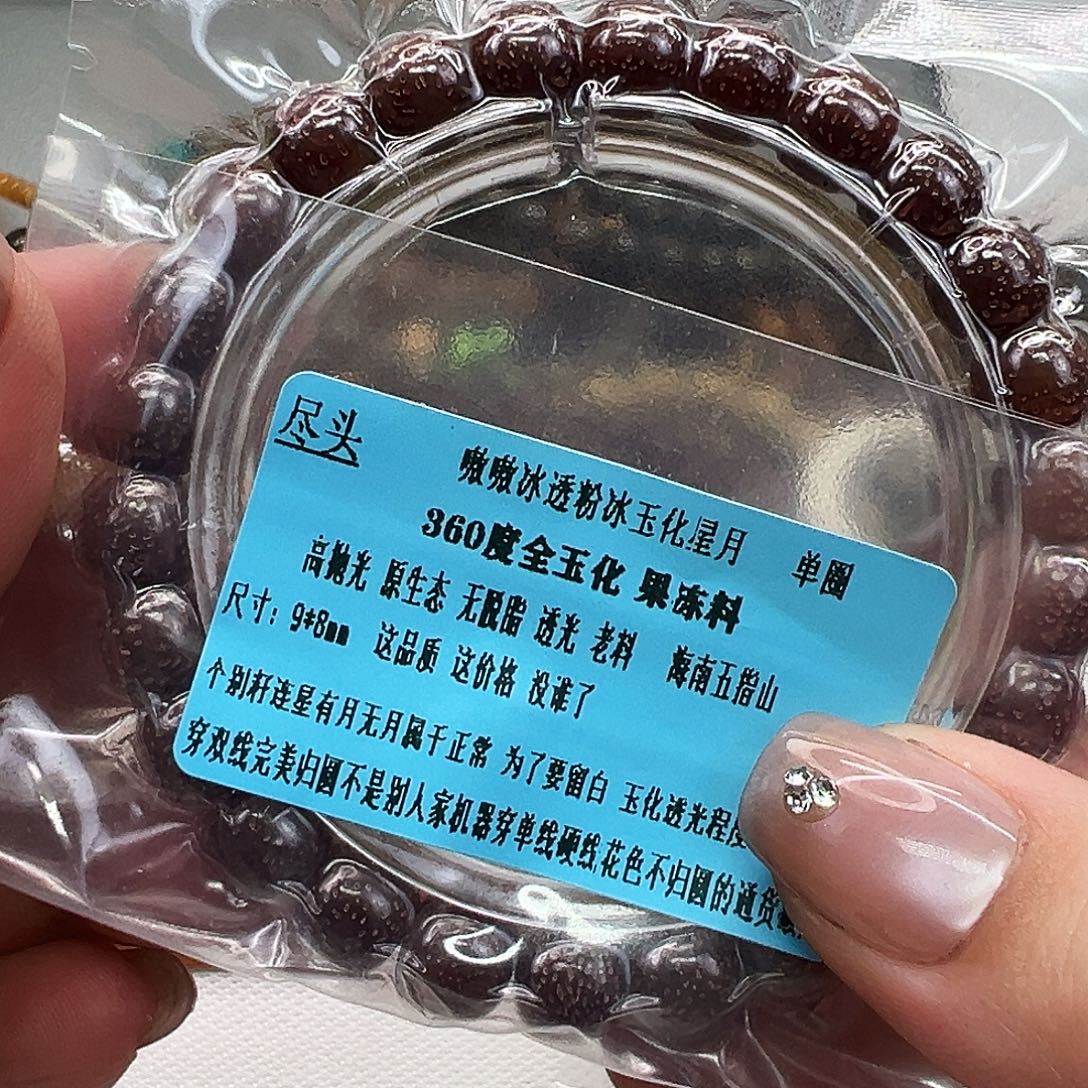 尽头
嗷嗷冰透粉冰玉化星月 单圈
360度全玉化 果冻料
高抛光 原生态 无脱脂 透光 老料 海南五指山
尺寸：9*8mm 这品质 这价格 没谁了
个别籽连星有月无月属于正常 为了要留白 玉化透光程度
穿双线完美归圆不是别人家机器穿单线硬线花色不归圆的通货